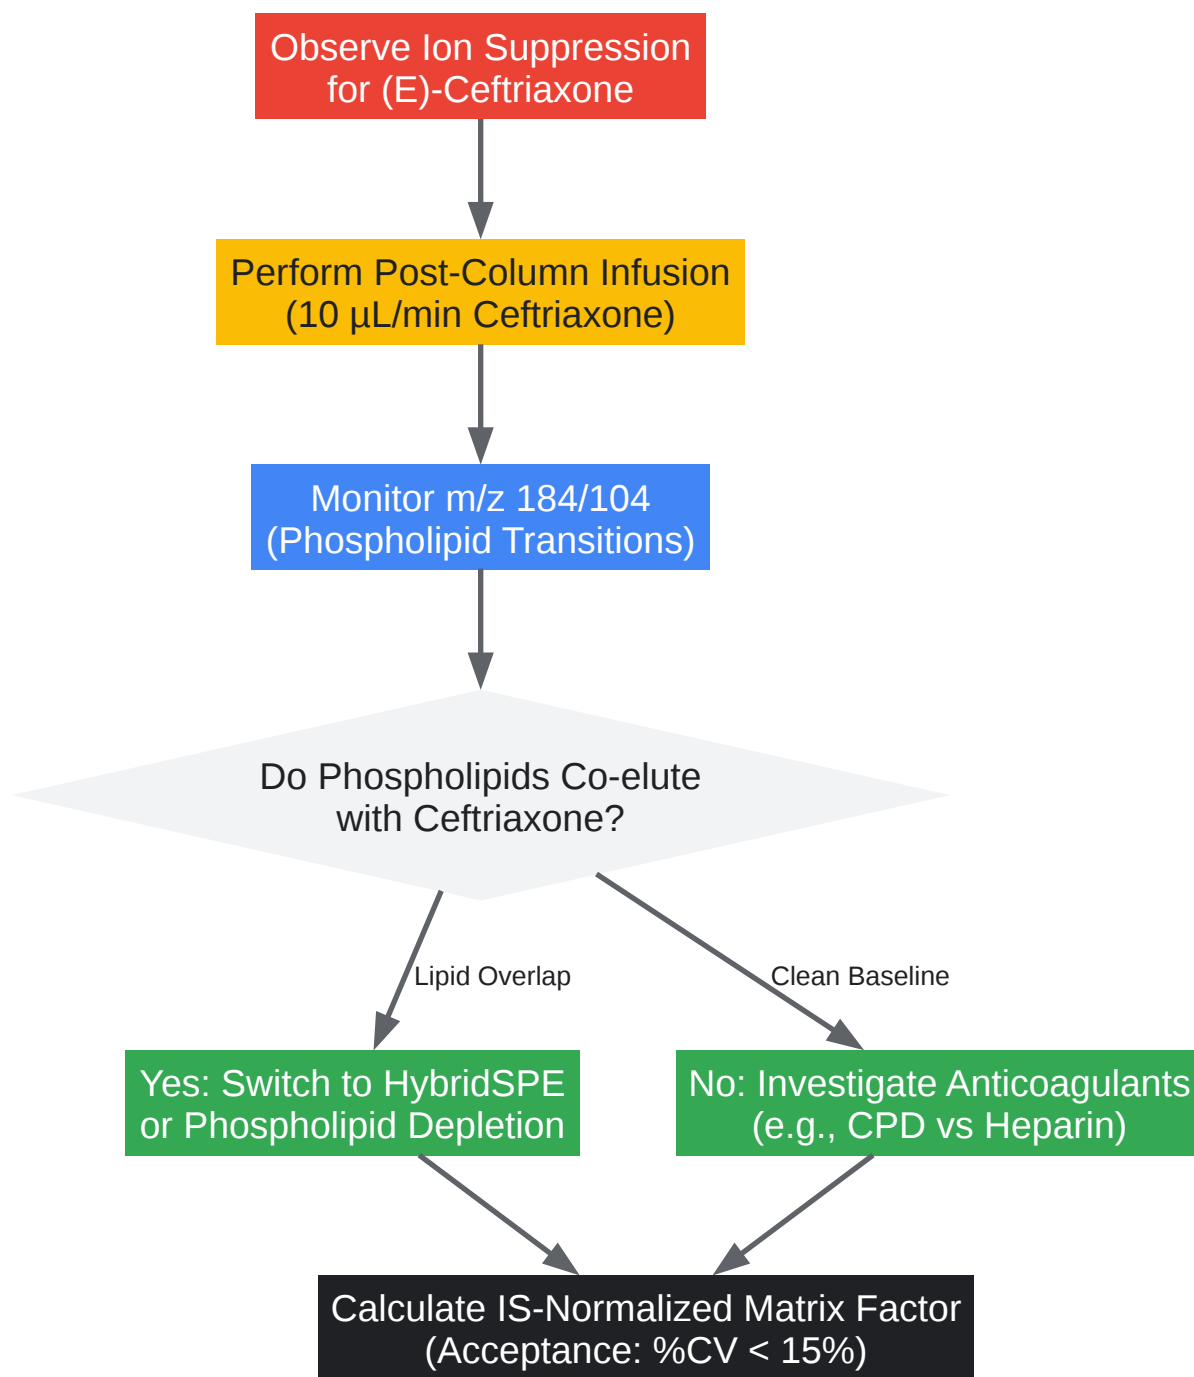 Observe Ion Suppression
for (E)-Ceftriaxone
Perform Post-Column Infusion
(10 µL/min Ceftriaxone)
Monitor m/z 184/104
(Phospholipid Transitions)
Do Phospholipids Co-elute
with Ceftriaxone?
Lipid Overlap
Clean Baseline
Yes: Switch to HybridSPE
or Phospholipid Depletion
No: Investigate Anticoagulants
(e.g., CPD vs Heparin)
Calculate IS-Normalized Matrix Factor
(Acceptance: %CV < 15%)